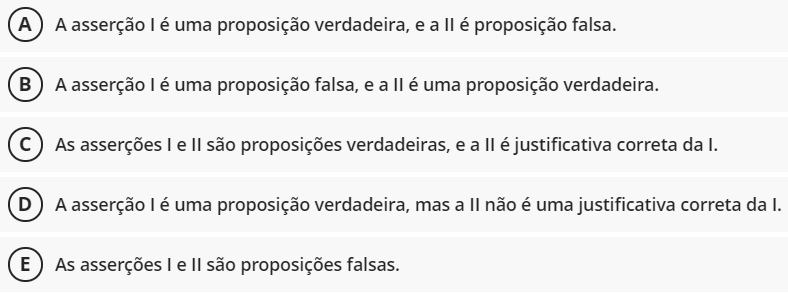 A A asserção I é uma proposição verdadeira, e a II é proposição falsa.
B A asserção I é uma proposição falsa, e a II é uma proposição verdadeira.
C As asserções I e II são proposições verdadeiras, e a II é justificativa correta da I.
D A asserção I é uma proposição verdadeira, mas a II não é uma justificativa correta da I.
E As asserções I e II são proposições falsas.